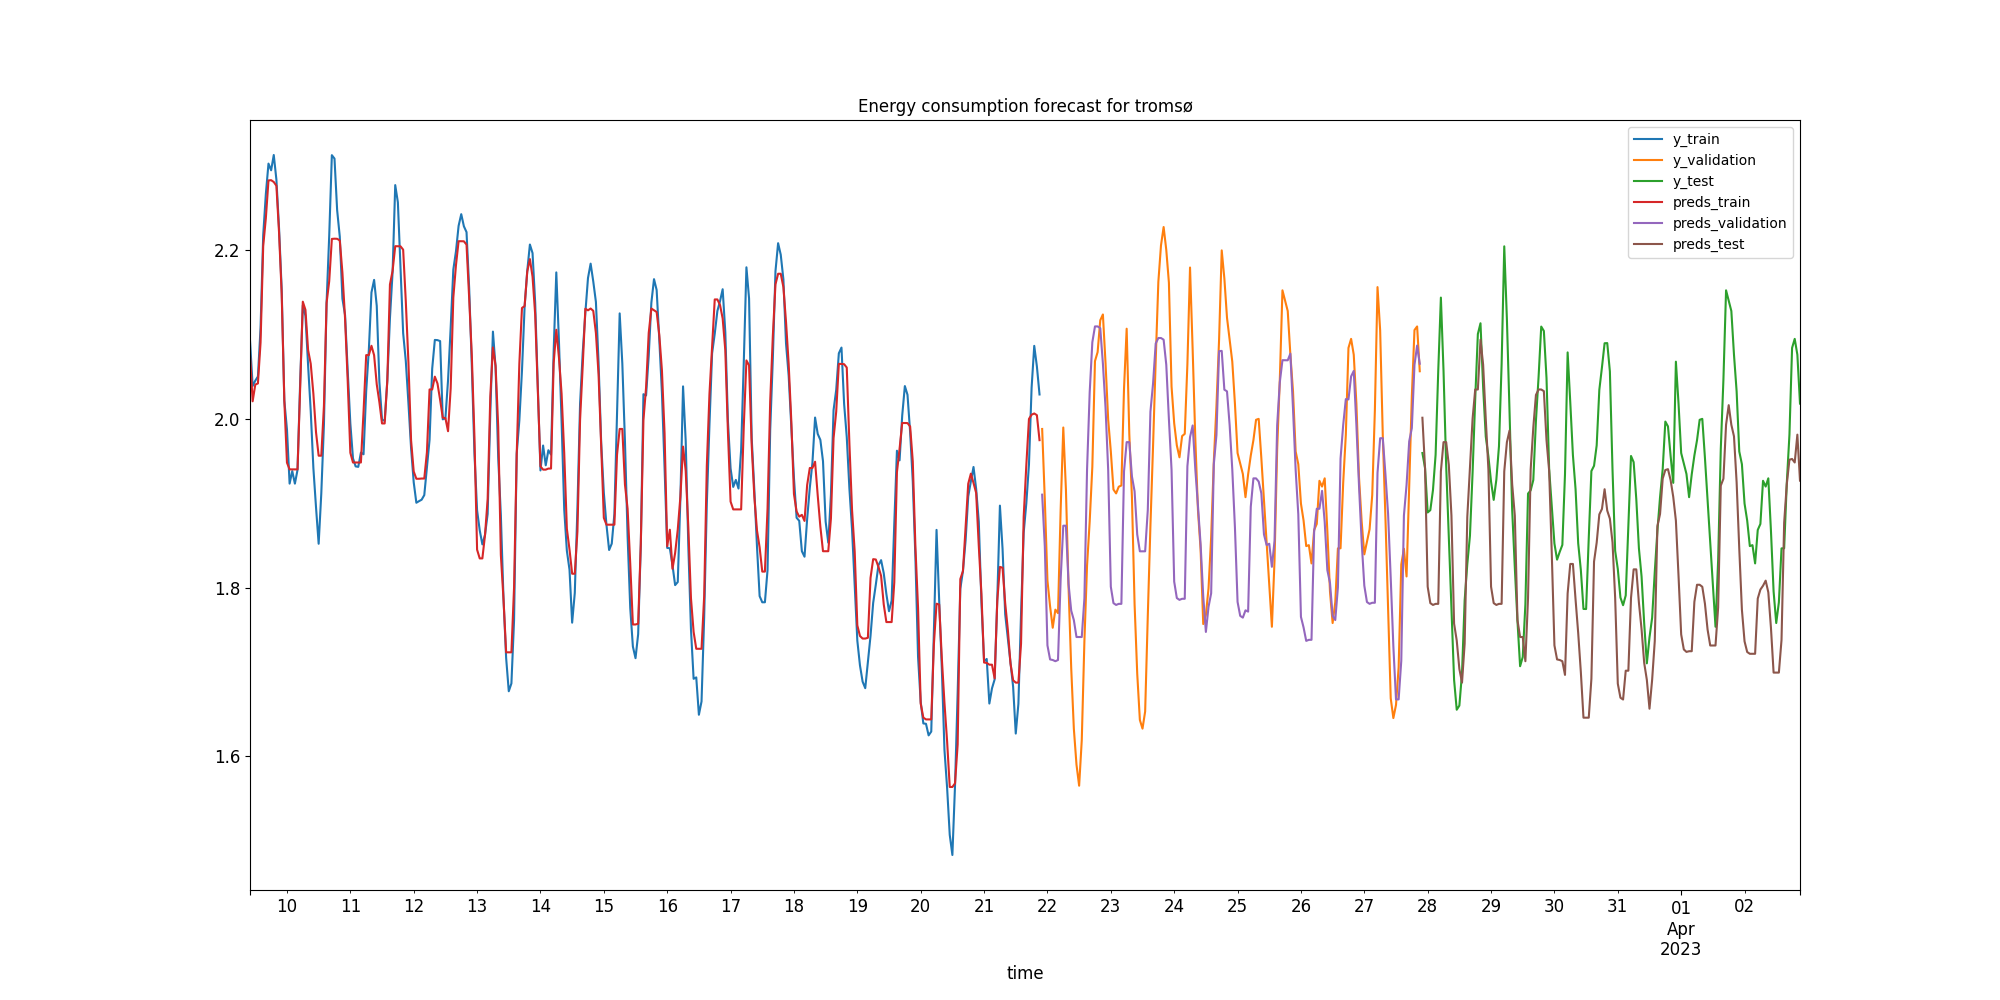 Energy consumption forecast for tromsø
y_train
y_validation
y_test
preds_train
preds_validation
preds_test
2.2
2.0
1.8
1.6
10 11 12 13 14 15 16 17 18 19 20 21 22 23 24 25 26 27 28 29 30 31 01 02
Apr
2023
time